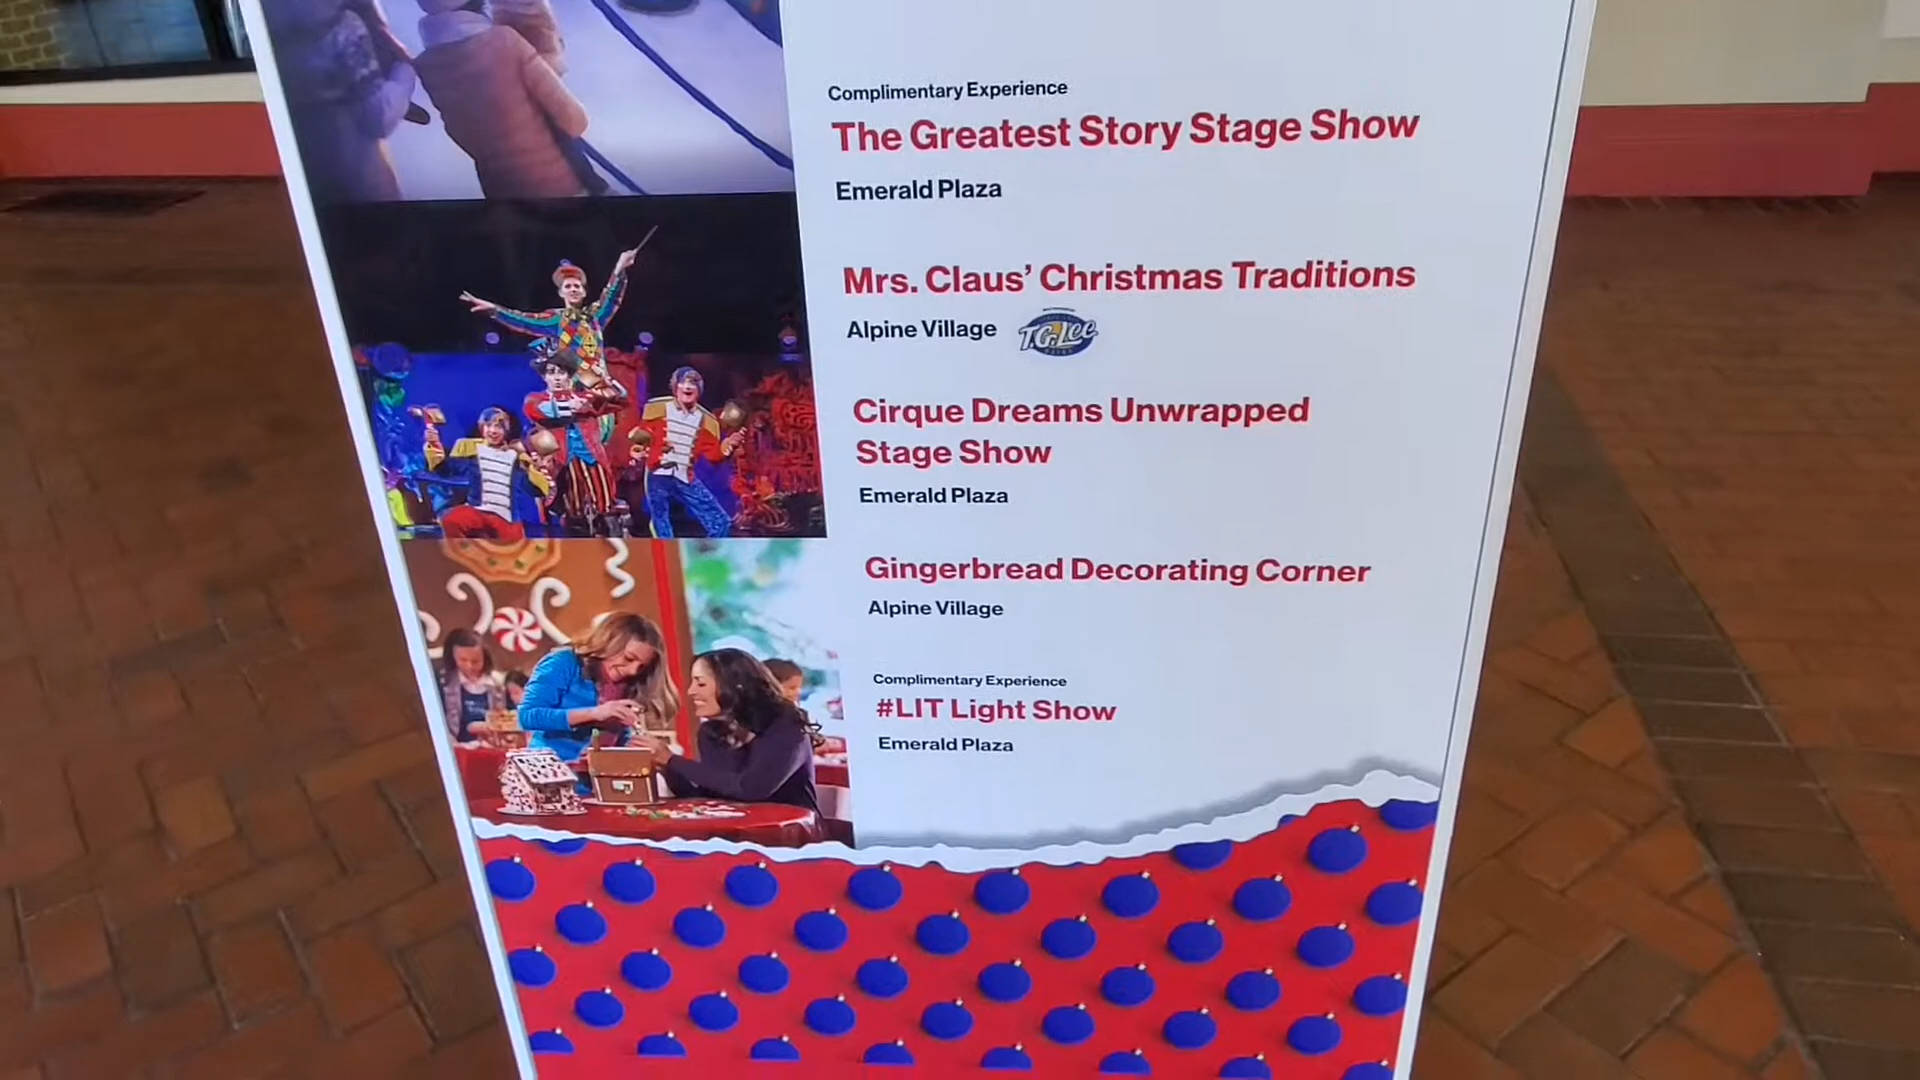 Complimentary Experience
The Greatest Story Stage Show
Emerald Plaza
Mrs. Claus’ Christmas Traditions
Alpine Village
T.G. Lee
Cirque Dreams Unwrapped
Stage Show
Emerald Plaza
Gingerbread Decorating Corner
Alpine Village
Complimentary Experience
#LIT Light Show
Emerald Plaza